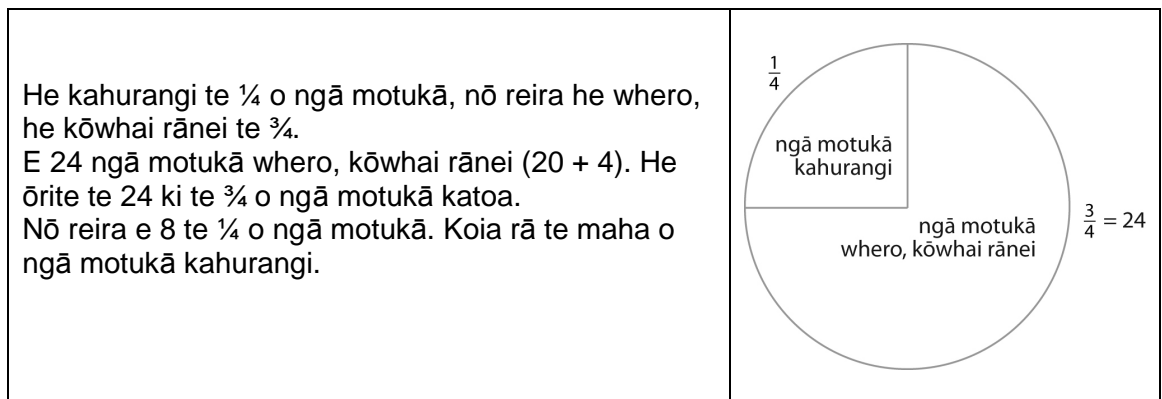 He kahurangi te ¼ o ngā motukā, nō reira he whero,
he kōwhai rānei te ¾.
E 24 ngā motukā whero, kōwhai rānei (20 + 4). He
ōrite te 24 ki te ¾ o ngā motukā katoa.
Nō reira e 8 te ¼ o ngā motukā. Koia rā te maha o
ngā motukā kahurangi.
1/4
ngā motukā
kahurangi
ngā motukā
whero, kōwhai rānei
3/4 = 24